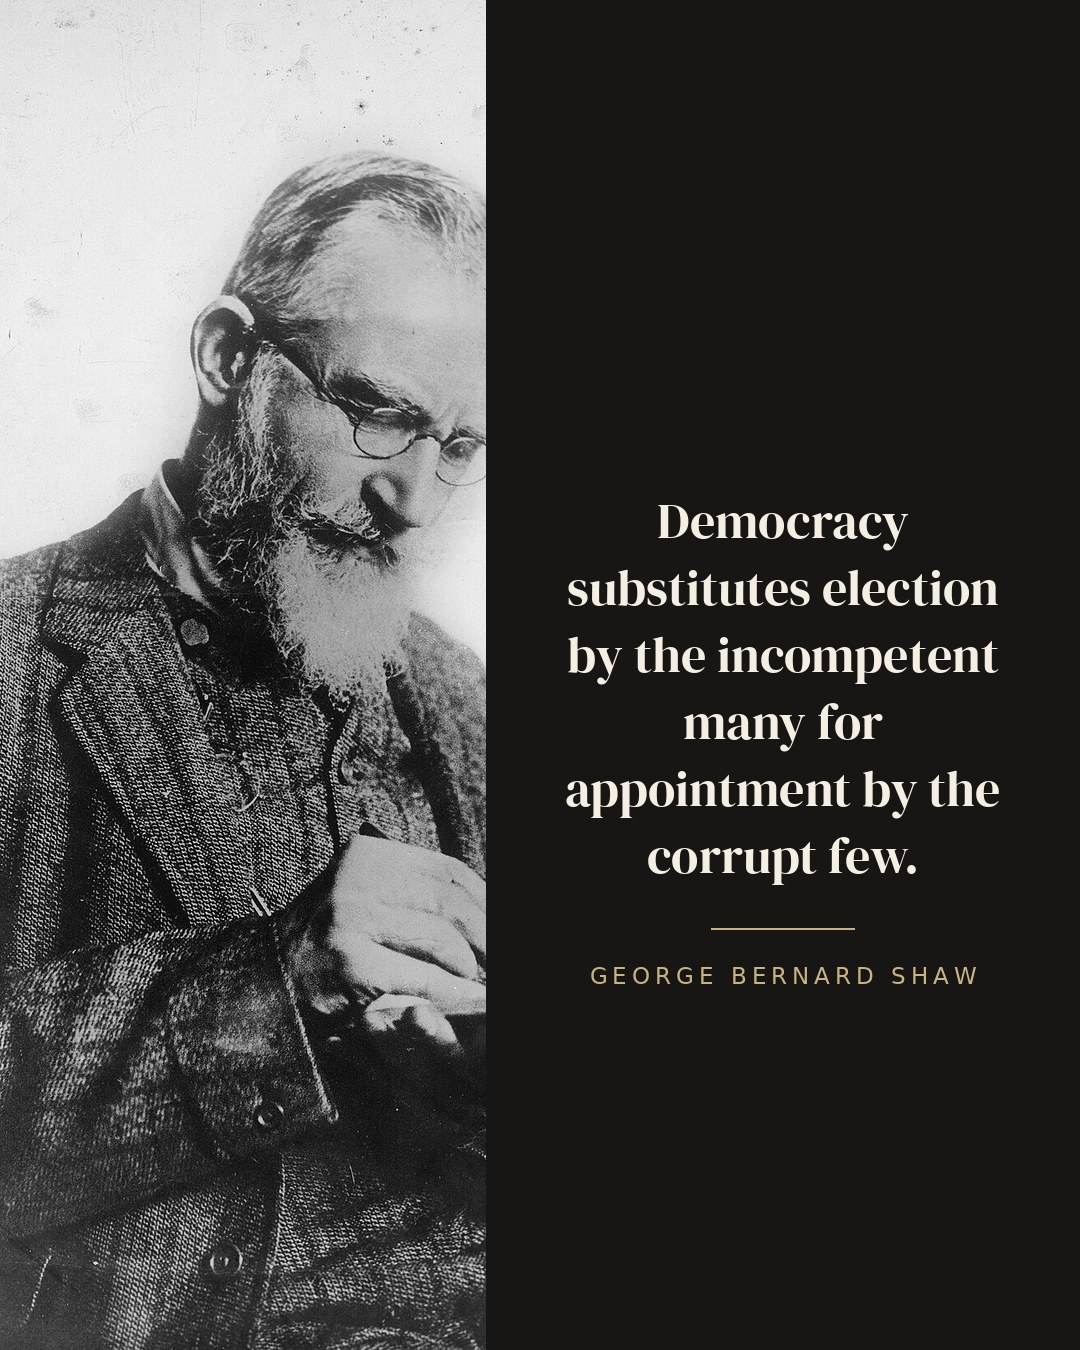 Democracy
substitutes election
by the incompetent
many for
appointment by the
corrupt few.
GEORGE BERNARD SHAW